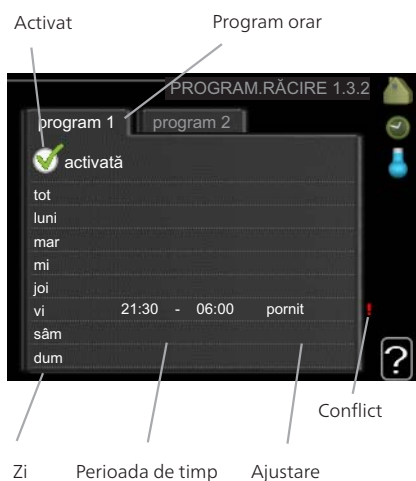 Activat Program orar
PROGRAM.RĂCIRE 1.3.2
program 1 program 2
activată
tot
luni
mar
mi
joi
vi 21:30 - 06:00 pornit !
sâm
dum
?
Conflict
Zi Perioada de timp Ajustare